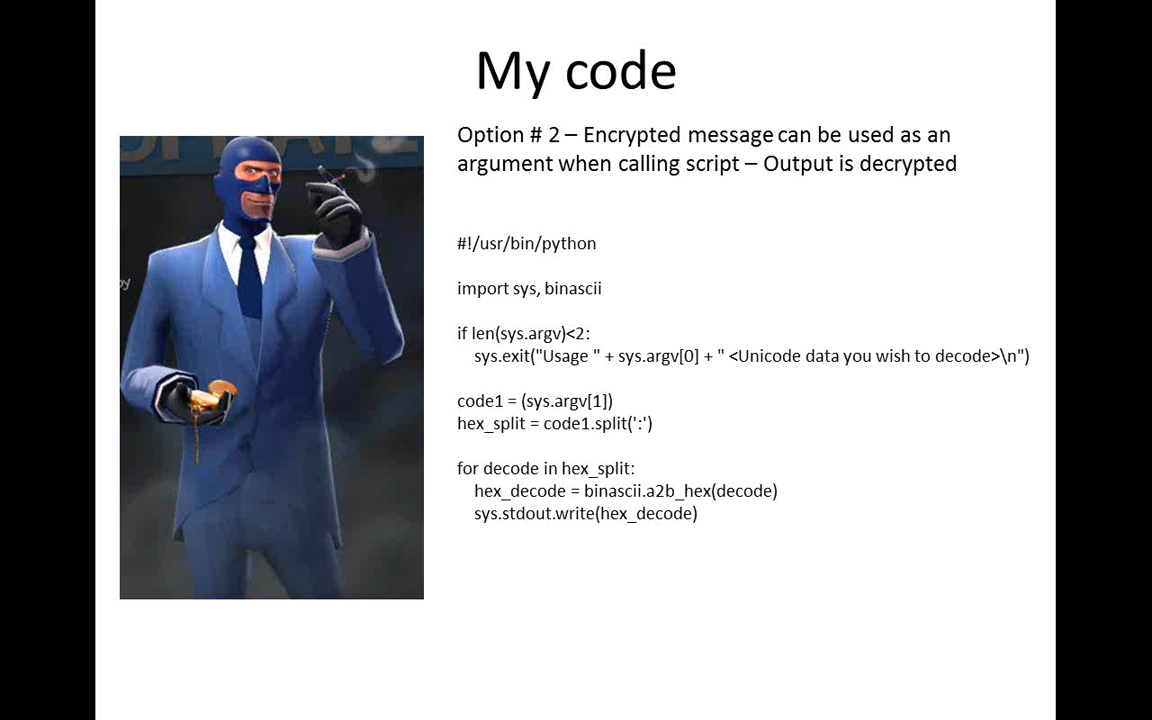 My code
Option # 2 – Encrypted message can be used as an
argument when calling script – Output is decrypted
#!/usr/bin/python
import sys, binascii
if len(sys.argv)<2:
sys.exit("Usage " + sys.argv[0] + " <Unicode data you wish to decode>\n")
code1 = (sys.argv[1])
hex_split = code1.split(':')
for decode in hex_split:
hex_decode = binascii.a2b_hex(decode)
sys.stdout.write(hex_decode)